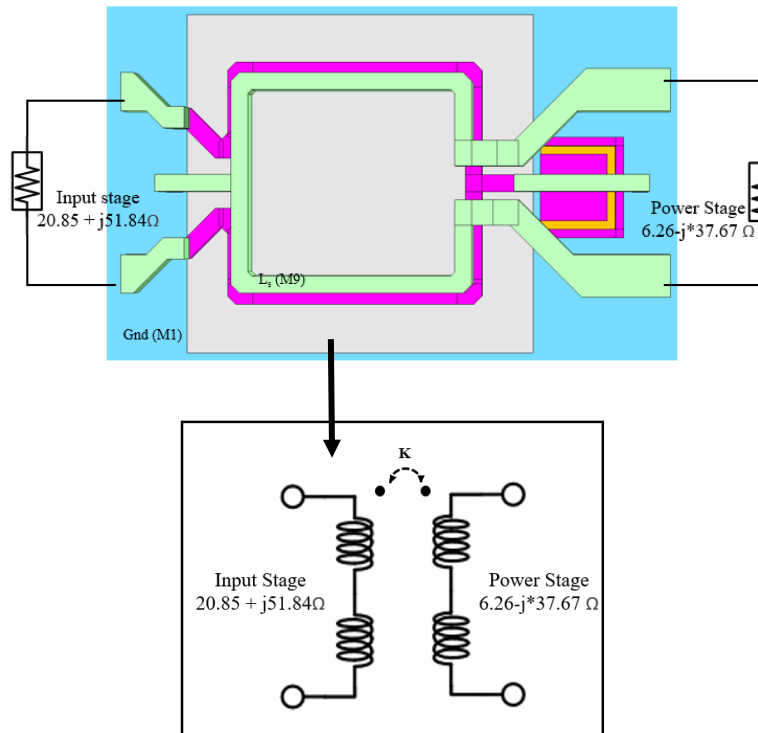 Input stage
20.85 + j51.84Ω
Power Stage
6.26-j*37.67 Ω
Ls (M9)
Gnd (M1)
K
Input Stage
20.85 + j51.84Ω
Power Stage
6.26-j*37.67 Ω